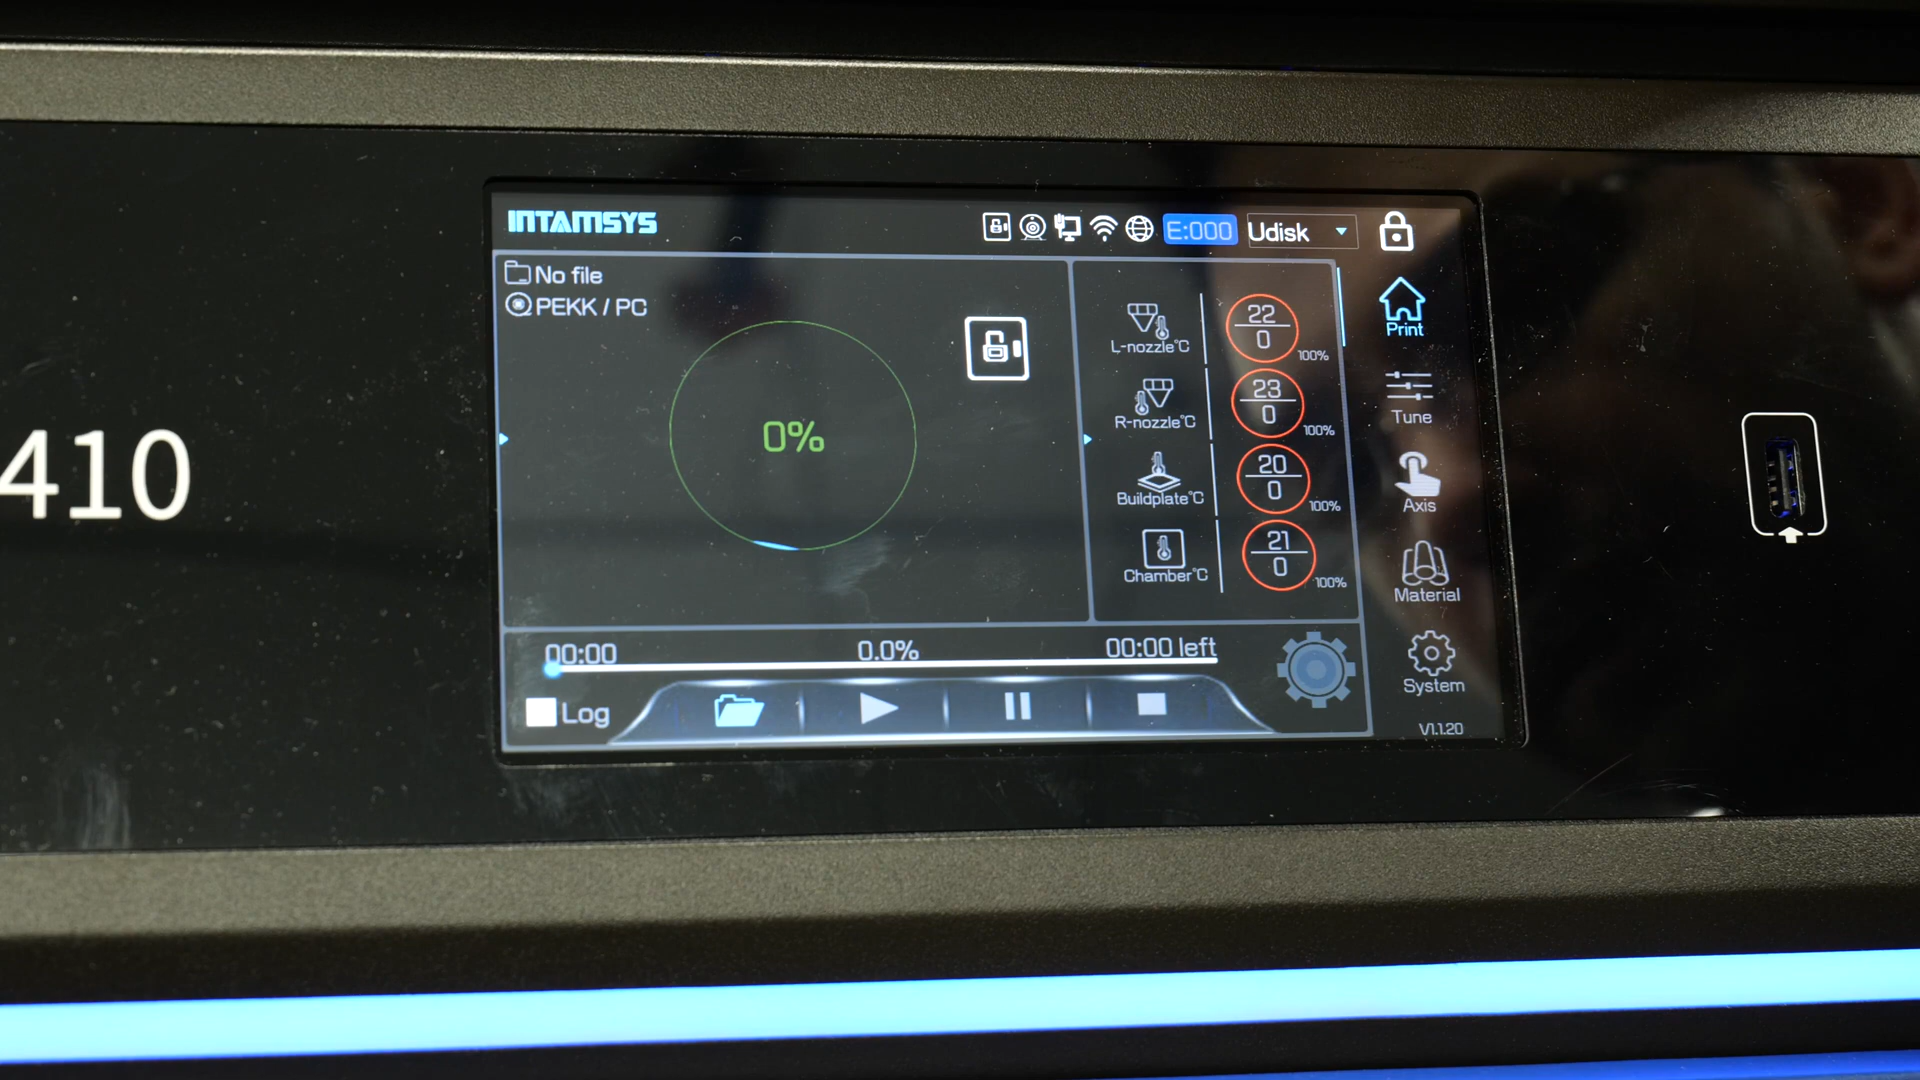 410
INTAMSYS
E:000 Udisk
No file
PEKK / PC
0%
L-nozzle℃ 22 0 100%
R-nozzle℃ 23 0 100%
Buildplate℃ 20 0 100%
Chamber℃ 21 0 100%
00:00 0.0% 00:00 left
Log
Print
Tune
Axis
Material
System
V1.1.20